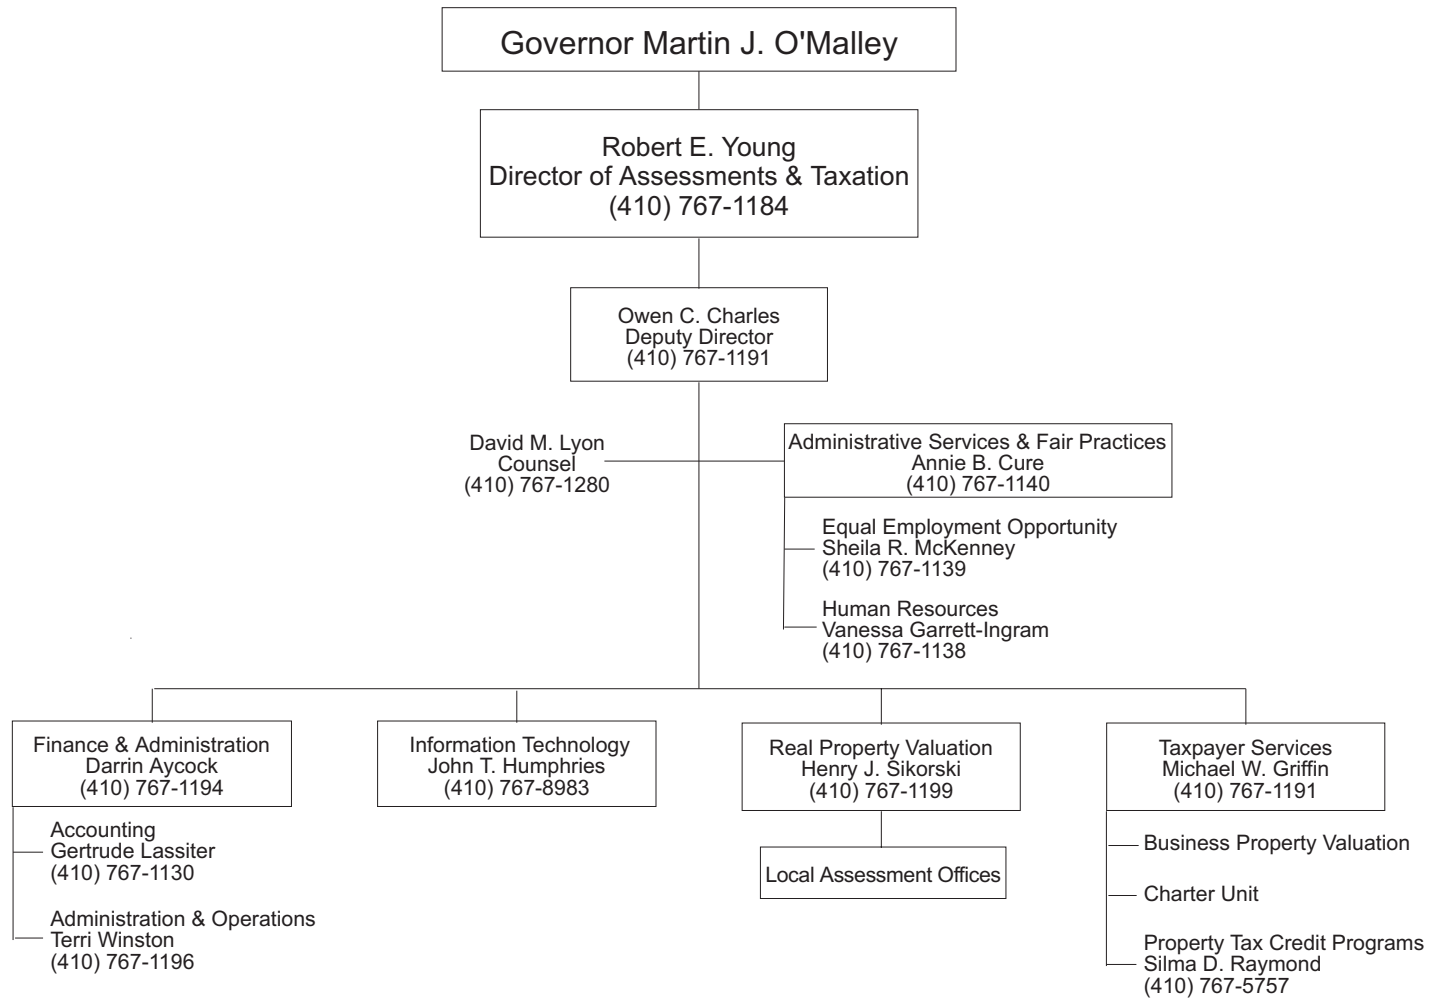 Governor Martin J. O'Malley
Robert E. Young
Director of Assessments & Taxation
(410) 767-1184
Owen C. Charles
Deputy Director
(410) 767-1191
David M. Lyon
Counsel
(410) 767-1280
Administrative Services & Fair Practices
Annie B. Cure
(410) 767-1140
Equal Employment Opportunity
Sheila R. McKenney
(410) 767-1139
Human Resources
Vanessa Garrett-Ingram
(410) 767-1138
Finance & Administration
Darrin Aycock
(410) 767-1194
Accounting
Gertrude Lassiter
(410) 767-1130
Administration & Operations
Terri Winston
(410) 767-1196
Information Technology
John T. Humphries
(410) 767-8983
Real Property Valuation
Henry J. Sikorski
(410) 767-1199
Local Assessment Offices
Taxpayer Services
Michael W. Griffin
(410) 767-1191
Business Property Valuation
Charter Unit
Property Tax Credit Programs
Silma D. Raymond
(410) 767-5757